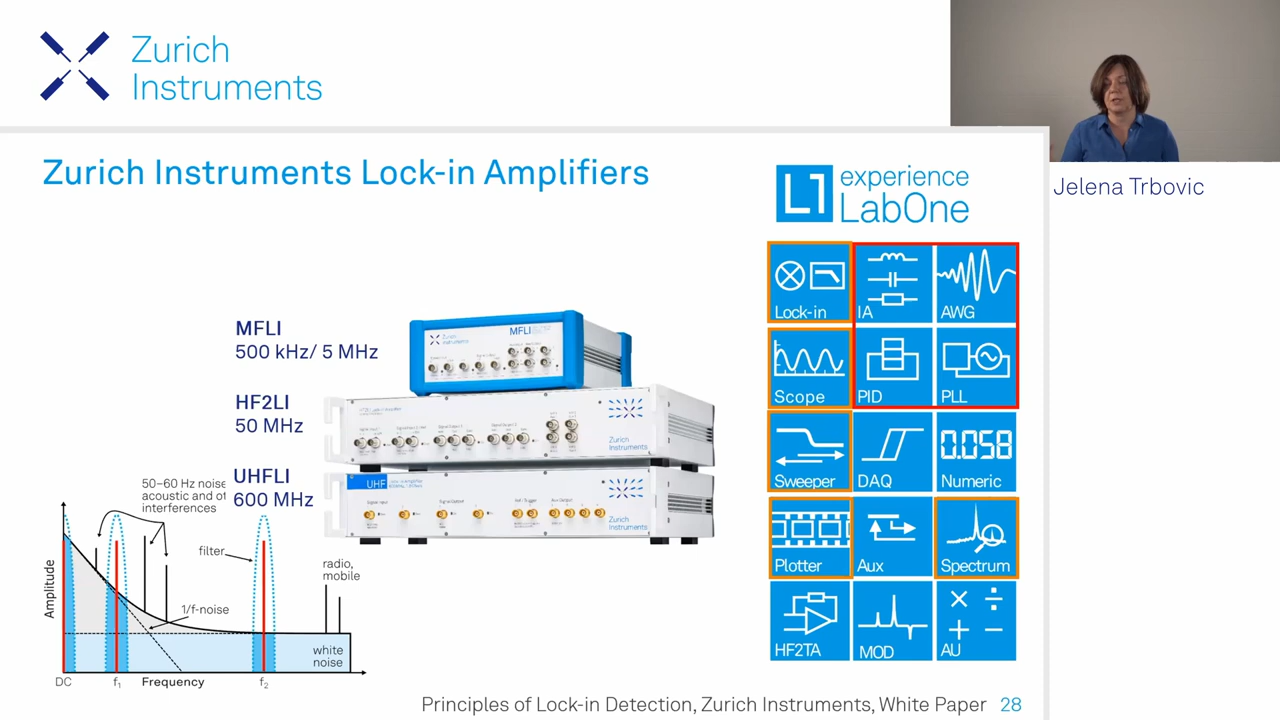 Zurich
Instruments
Jelena Trbovic
Zurich Instruments Lock-in Amplifiers
L1 experience
LabOne
MFLI
500 kHz/ 5 MHz
HF2LI
50 MHz
UHFLI
600 MHz
Zurich
Instruments
MFLI
Zurich
Instruments
UHF
Zurich
Instruments
Lock-in
IA
AWG
Scope
PID
PLL
Sweeper
DAQ
0.058
Numeric
Plotter
Aux
Spectrum
HF2TA
MOD
AU
50–60 Hz noise
acoustic and ot
interferences
filter
radio,
mobile
1/f-noise
white
noise
Amplitude
DC
f₁
Frequency
f₂
Principles of Lock-in Detection, Zurich Instruments, White Paper 28